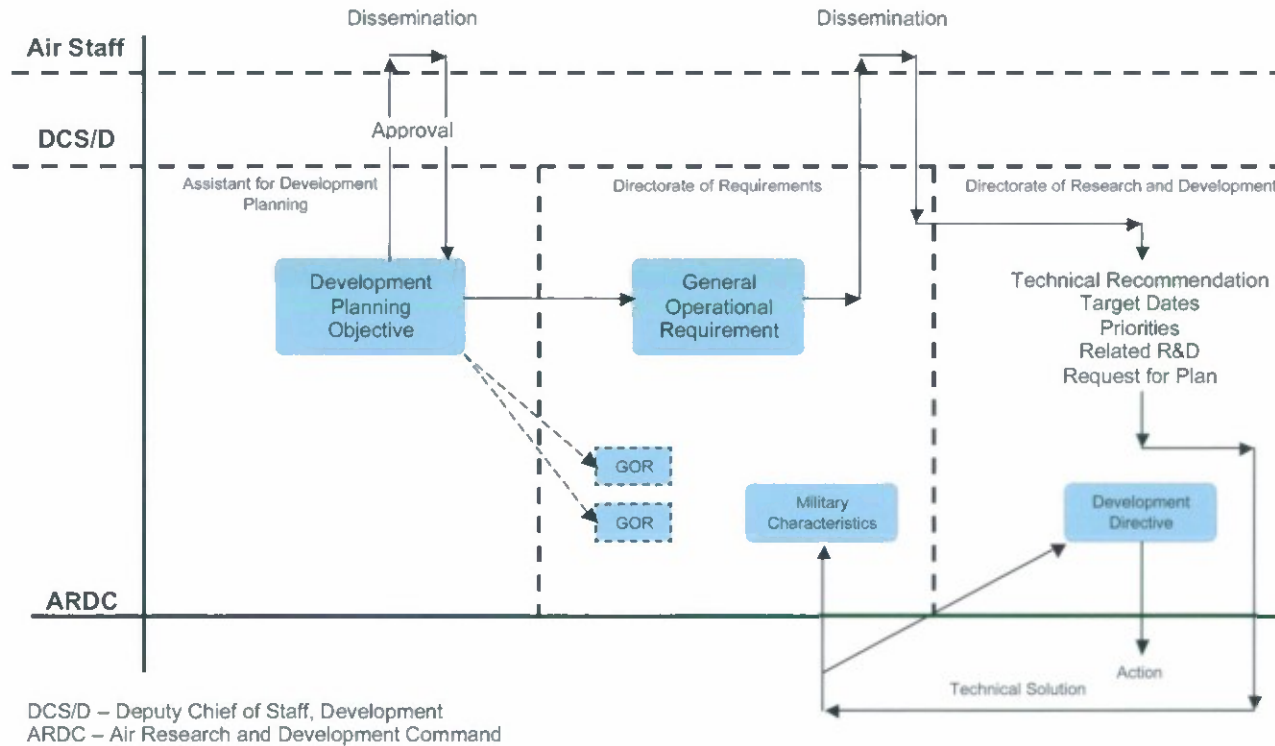 Dissemination
Dissemination
Air Staff
DCS/D
Approval
Assistant for Development
Planning
Directorate of Requirements
Directorate of Research and Development
Development
Planning
Objective
General
Operational
Requirement
Technical Recommendation
Target Dates
Priorities
Related R&D
Request for Plan
GOR
GOR
Military
Characteristics
Development
Directive
ARDC
Action
Technical Solution
DCS/D – Deputy Chief of Staff, Development
ARDC – Air Research and Development Command